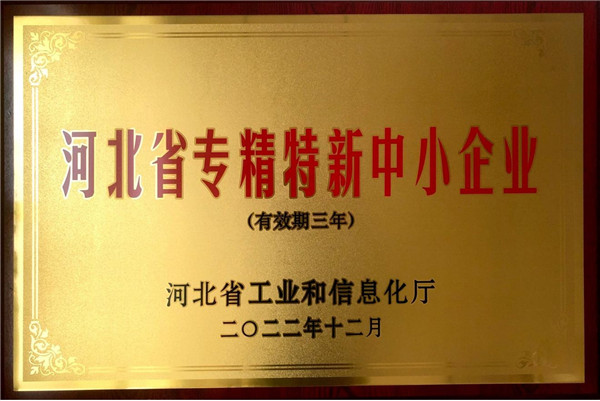 河北省专精特新中小企业
(有效期三年)
河北省工业和信息化厅
二〇二二年十二月